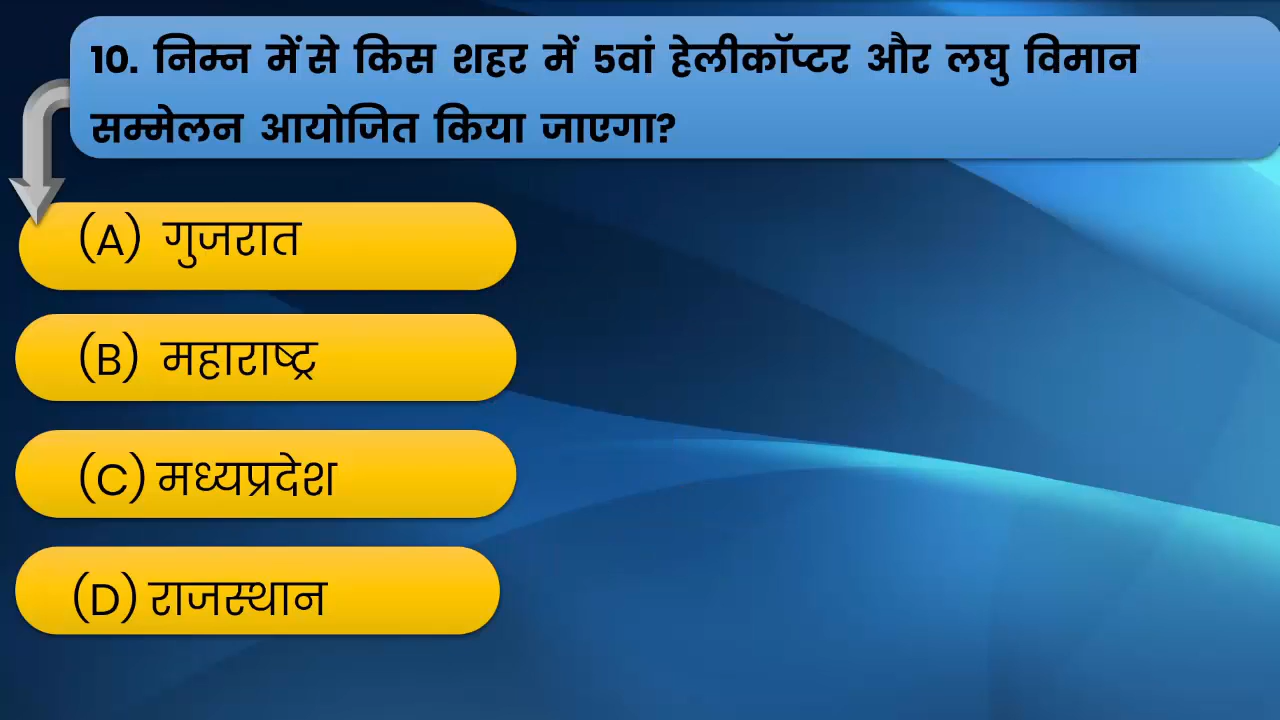 10. निम्न में से किस शहर में 5वां हेलीकॉप्टर और लघु विमान
सम्मेलन आयोजित किया जाएगा?
(A) गुजरात
(B) महाराष्ट्र
(C) मध्यप्रदेश
(D) राजस्थान